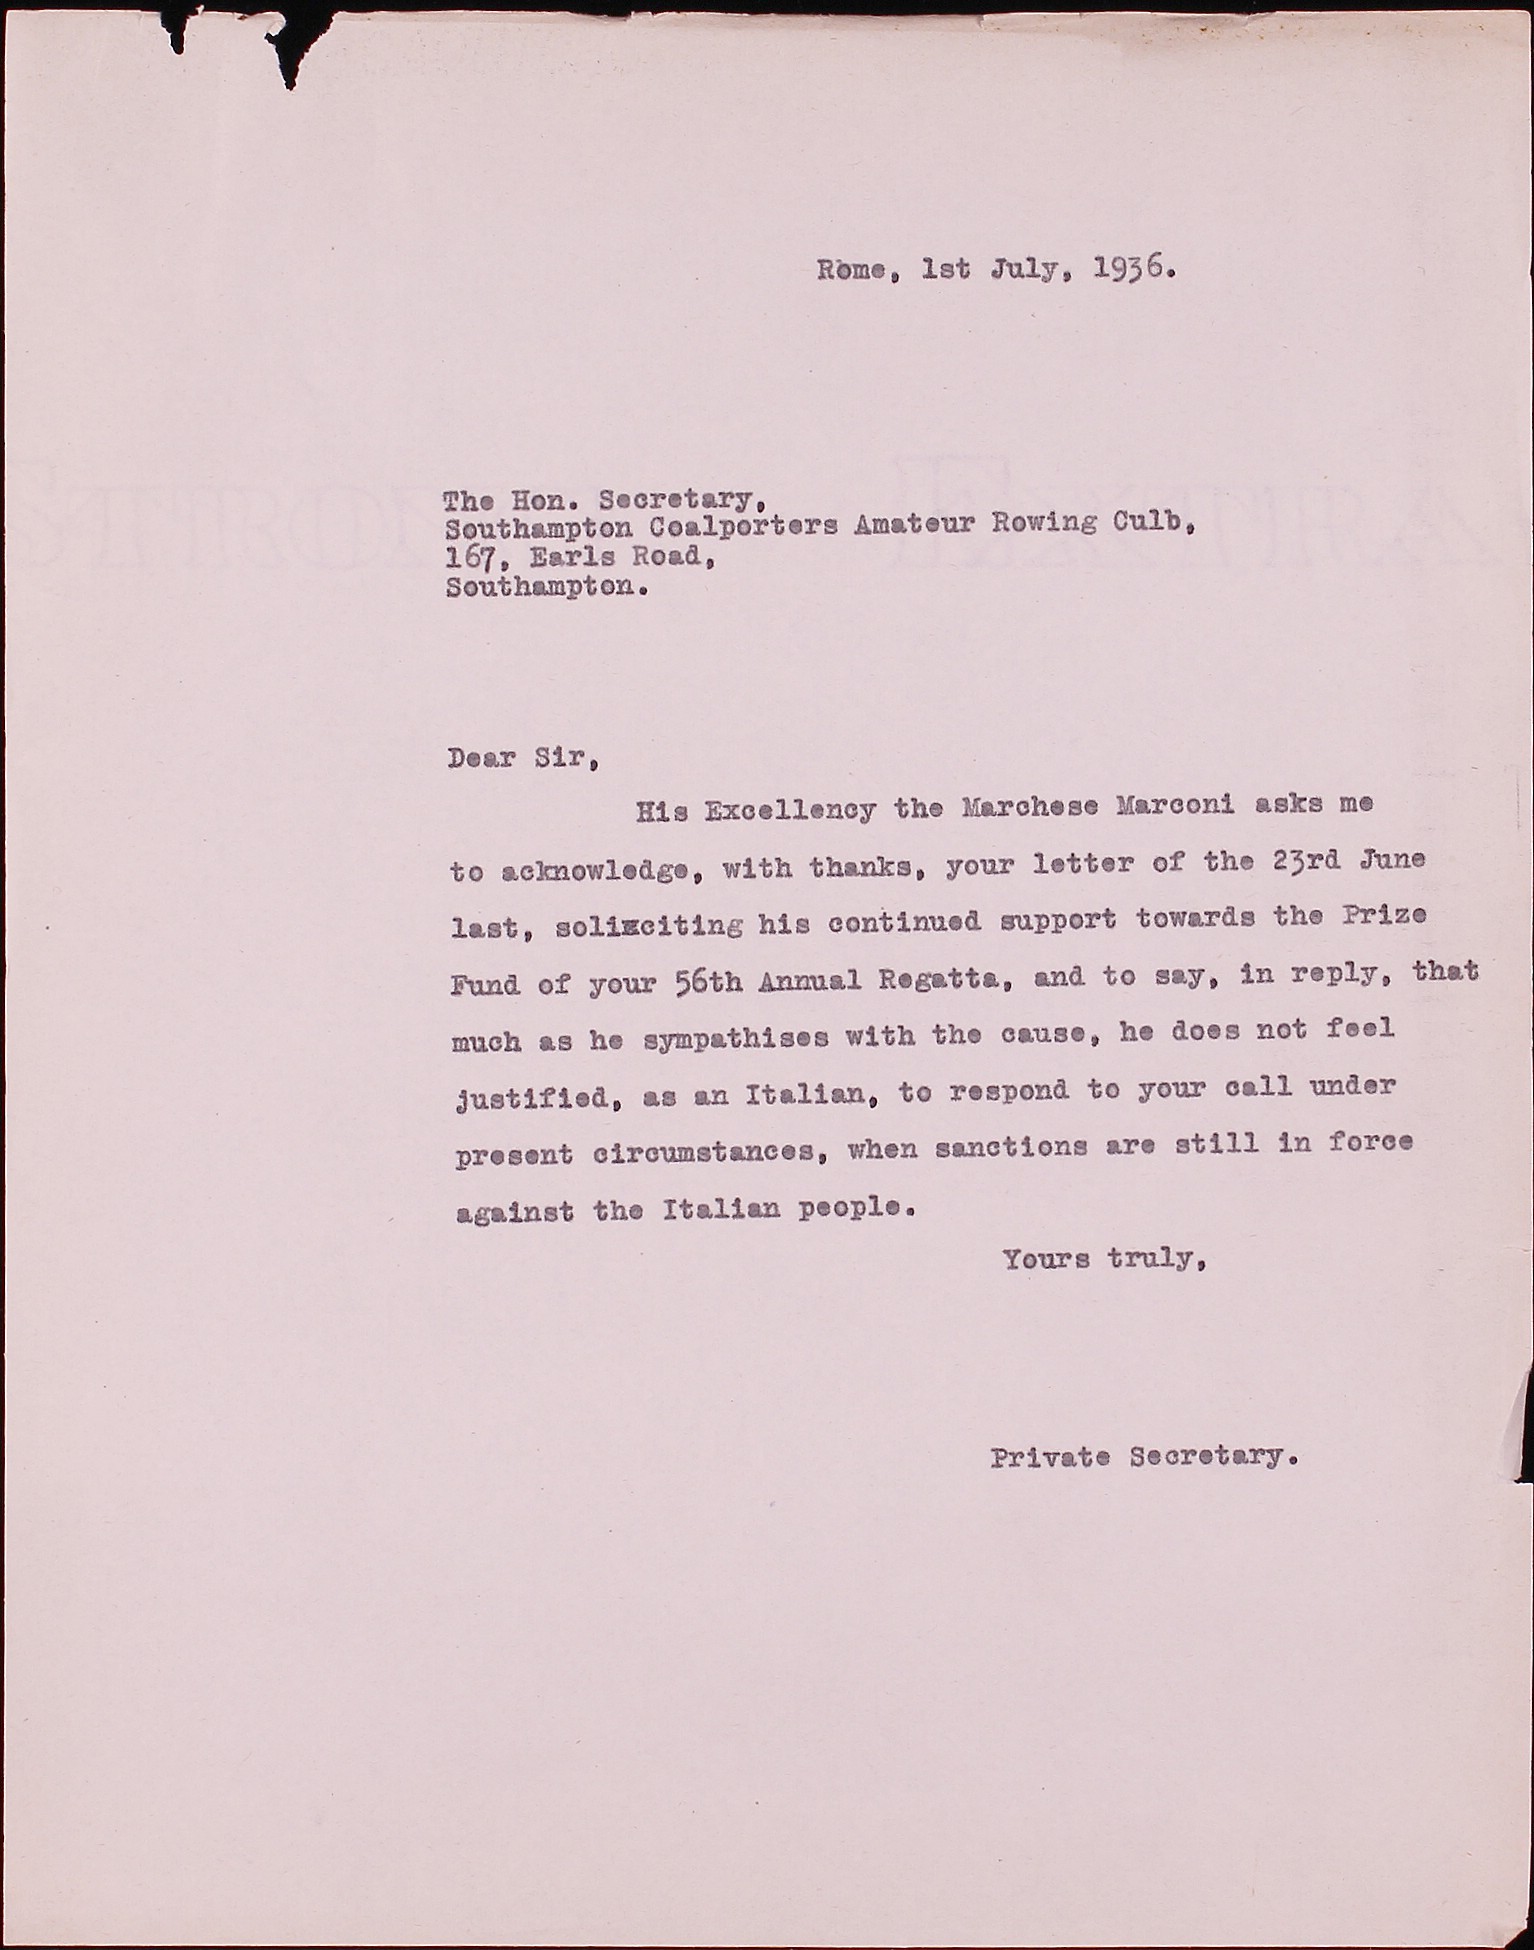 Rome, 1st July, 1936.
The Hon. Secretary,
Southampton Coalporters Amateur Rowing Culb,
167, Earls Road,
Southampton.
Dear Sir,
His Excellency the Marchese Marconi asks me
to acknowledge, with thanks, your letter of the 23rd June
last, solixciting his continued support towards the Prize
Fund of your 56th Annual Regatta, and to say, in reply, that
much as he sympathises with the cause, he does not feel
justified, as an Italian, to respond to your call under
present circumstances, when sanctions are still in force
against the Italian people.
Yours truly,
Private Secretary.